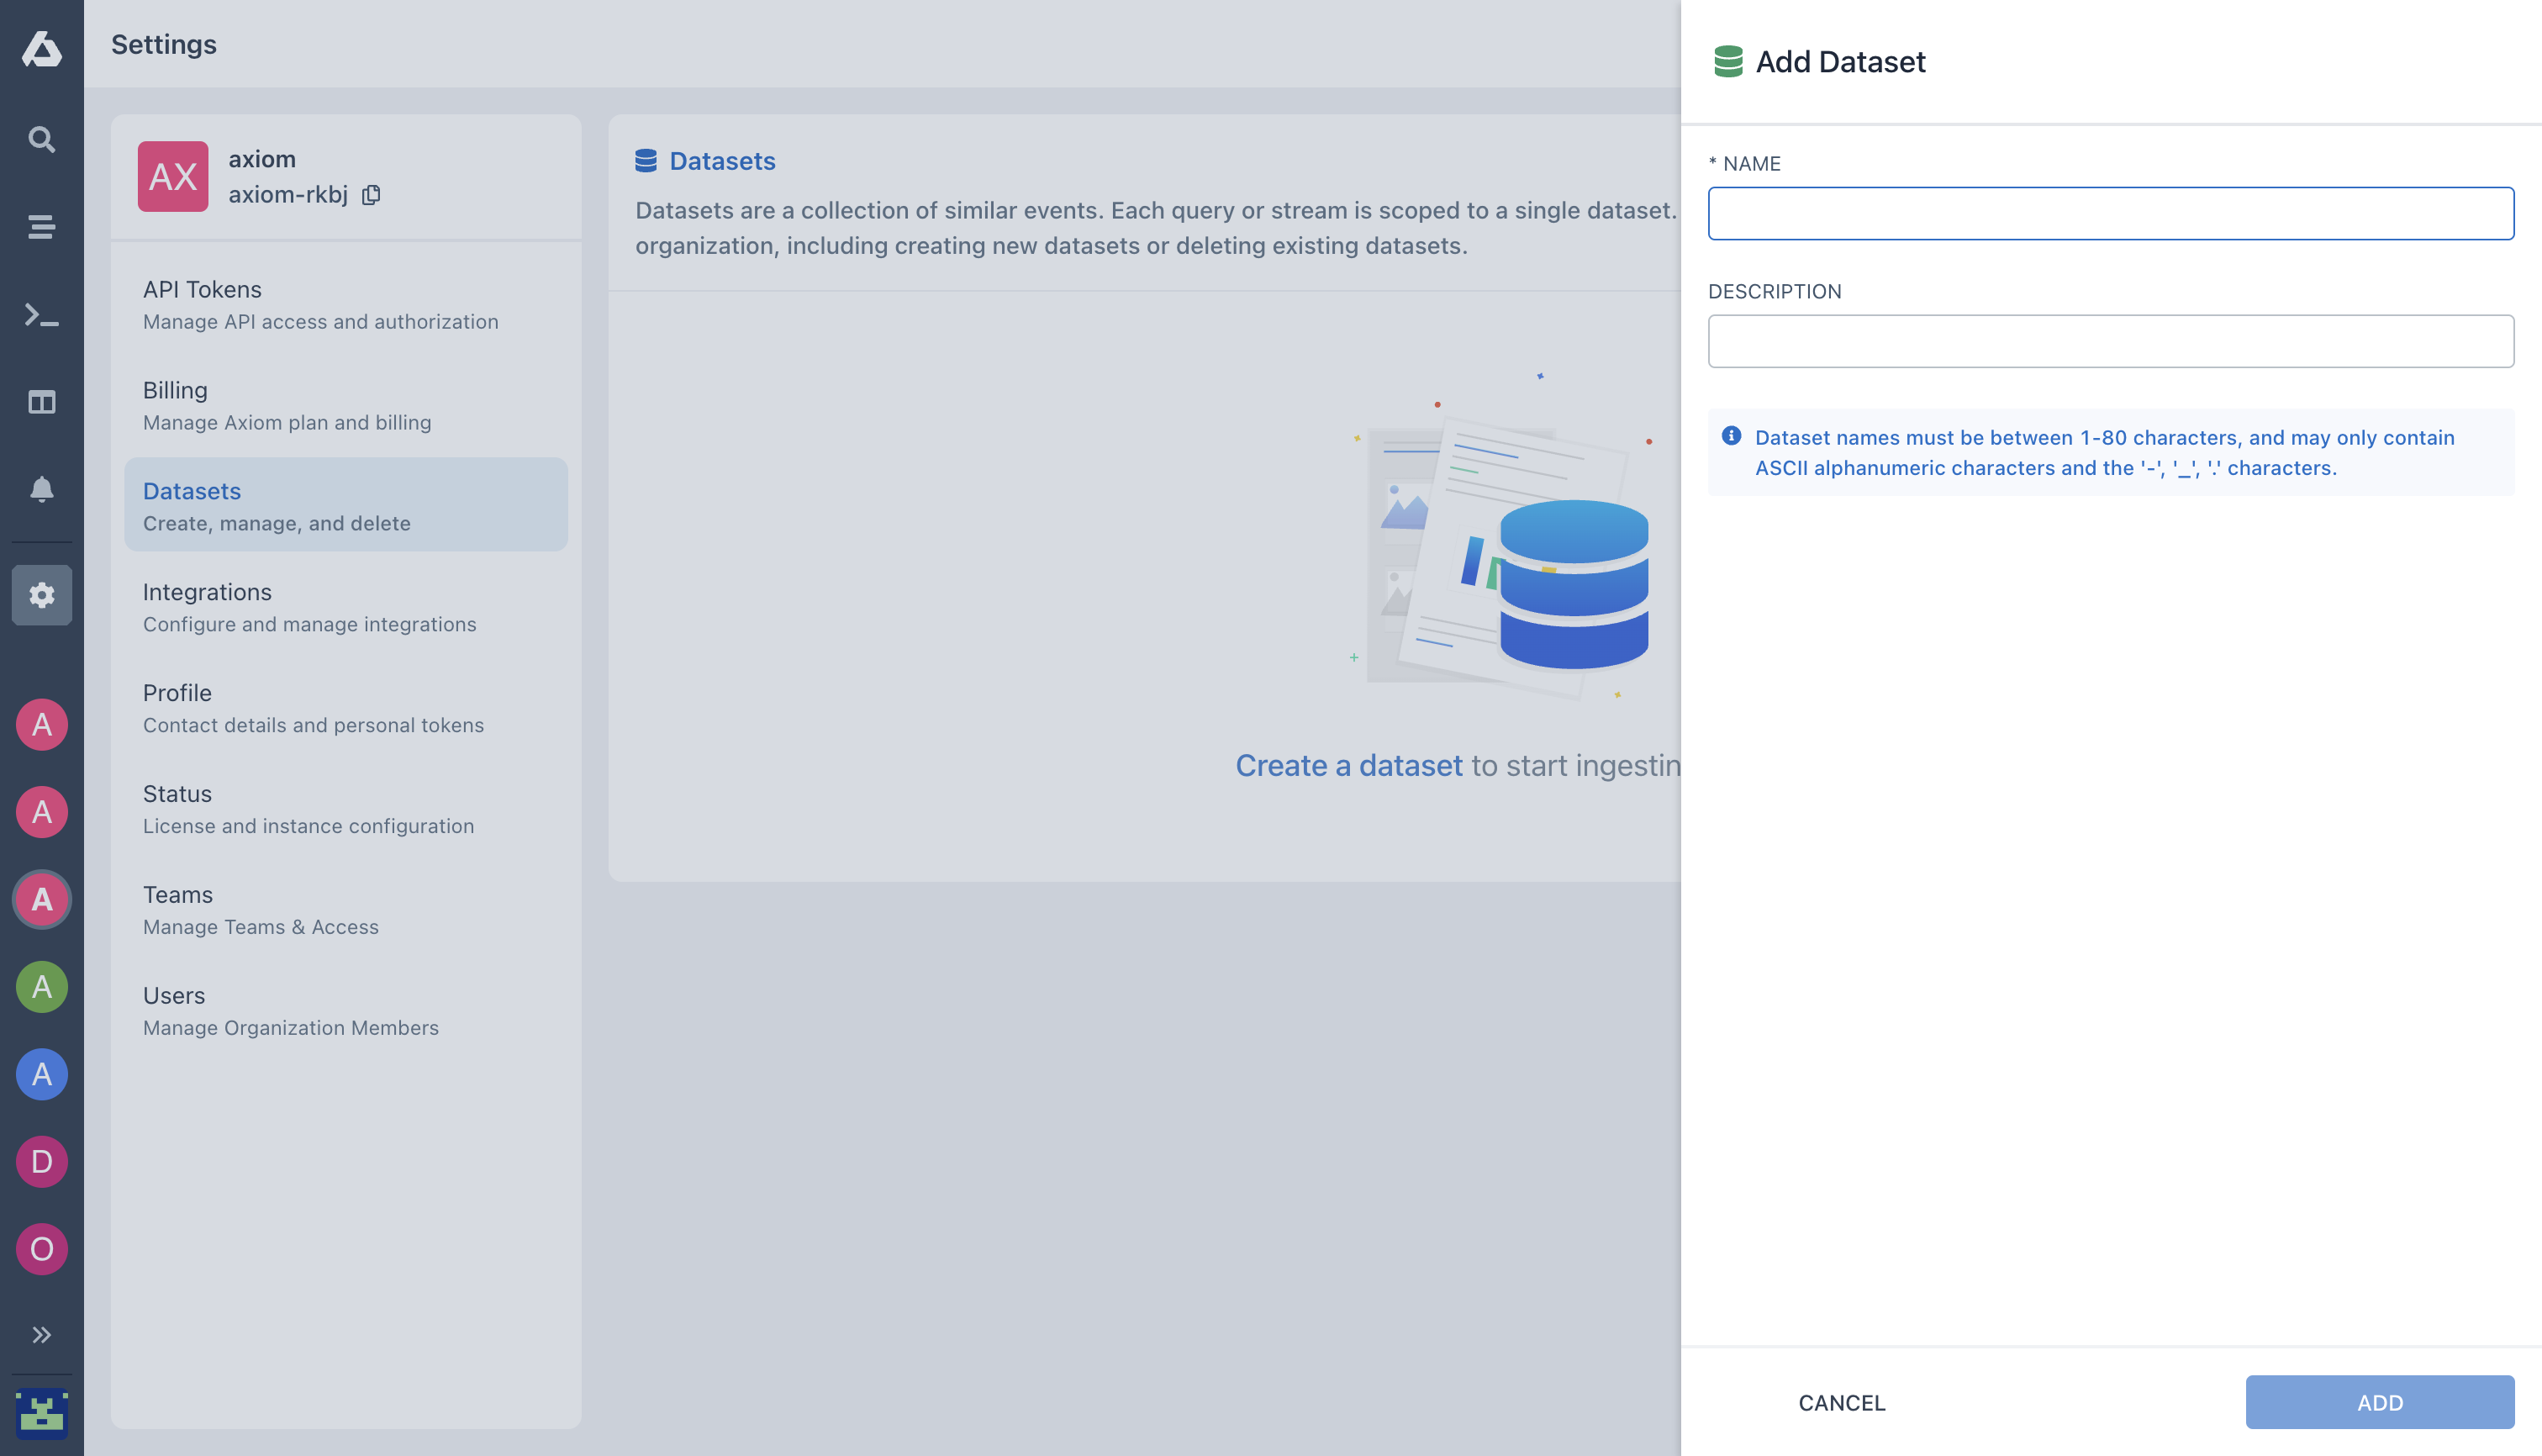 Settings
AX
axiom
axiom-rkbj
API Tokens
Manage API access and authorization
Billing
Manage Axiom plan and billing
Datasets
Create, manage, and delete
Integrations
Configure and manage integrations
Profile
Contact details and personal tokens
Status
License and instance configuration
Teams
Manage Teams & Access
Users
Manage Organization Members
A
A
A
A
A
D
O
Datasets
Datasets are a collection of similar events. Each query or stream is scoped to a single dataset.
organization, including creating new datasets or deleting existing datasets.
Create a dataset to start ingestin
Add Dataset
* NAME
DESCRIPTION
Dataset names must be between 1-80 characters, and may only contain
ASCII alphanumeric characters and the '-', '_', '.' characters.
CANCEL
ADD